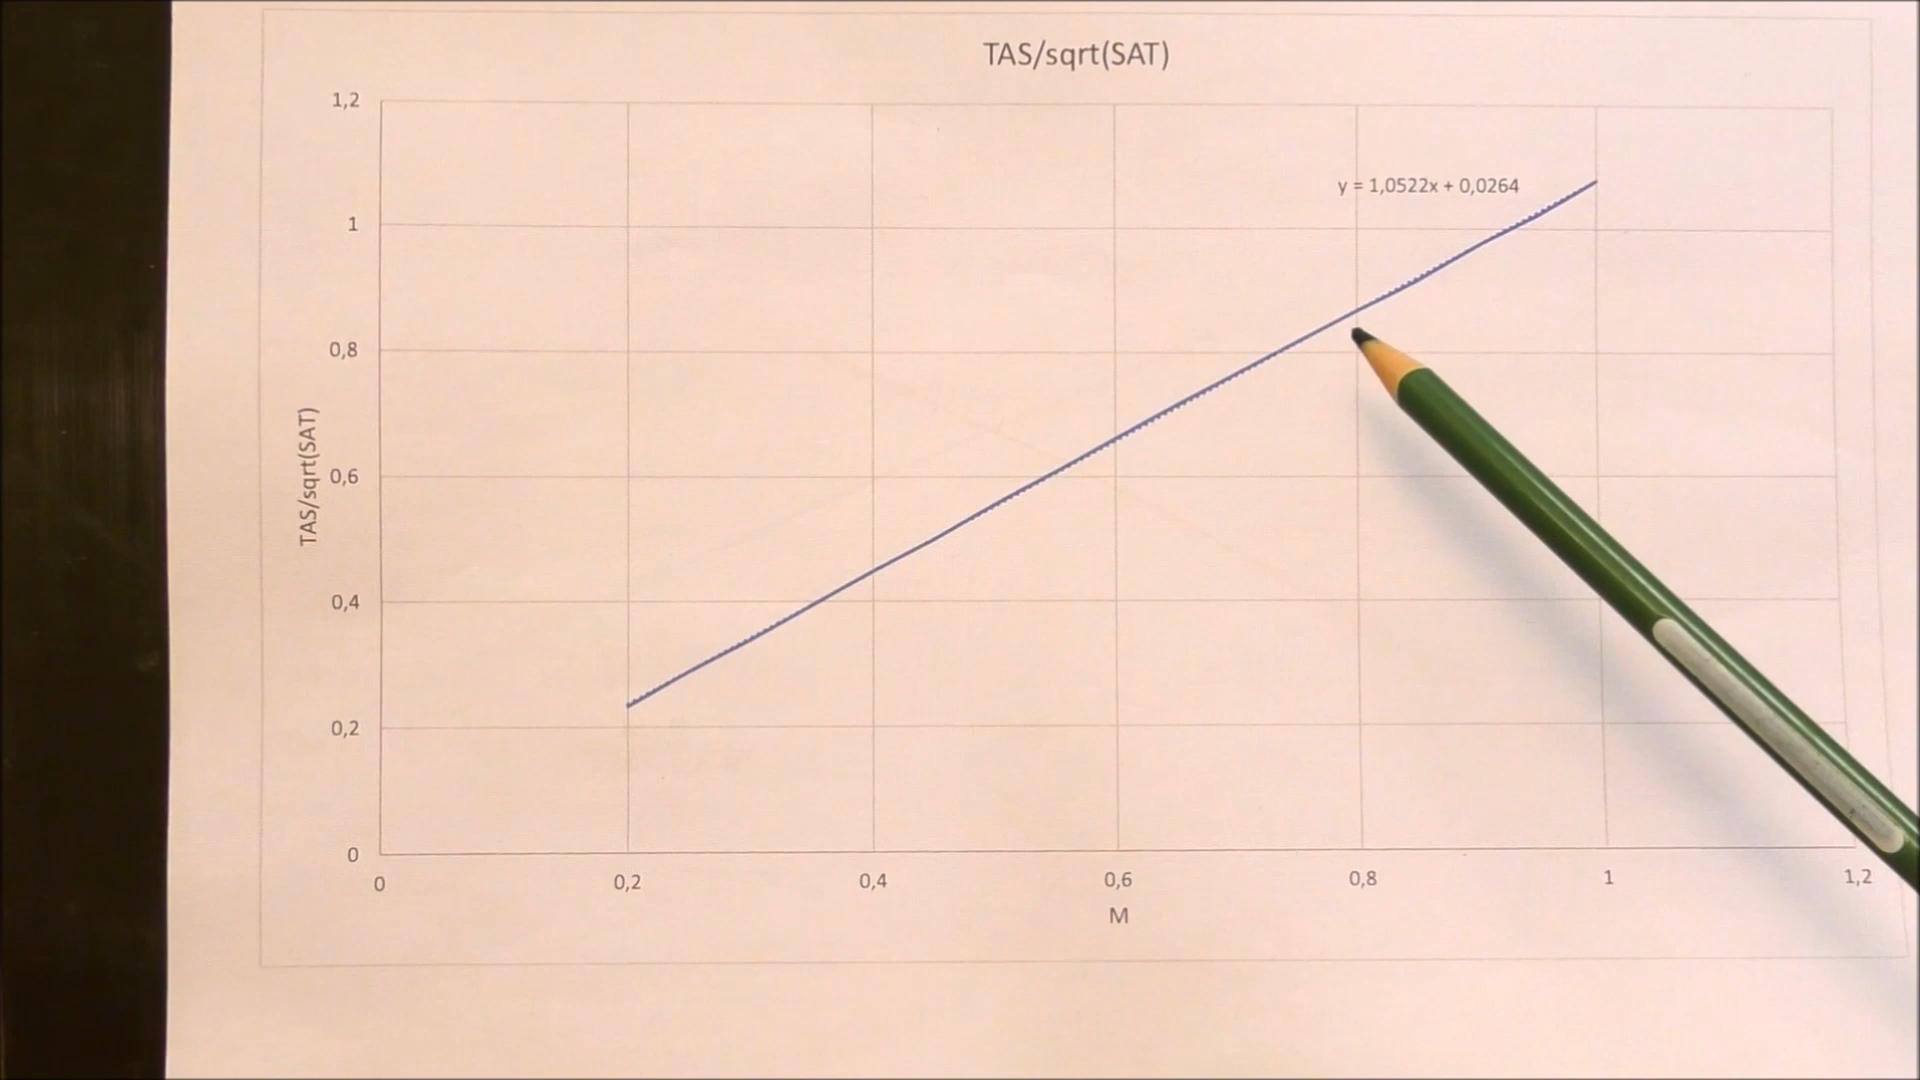 TAS/sqrt(SAT)
1,2
y = 1,0522x + 0,0264
1
0,8
TAS/sqrt(SAT)
0,6
0,4
0,2
0
0 0,2 0,4 0,6 0,8 1 1,2
M